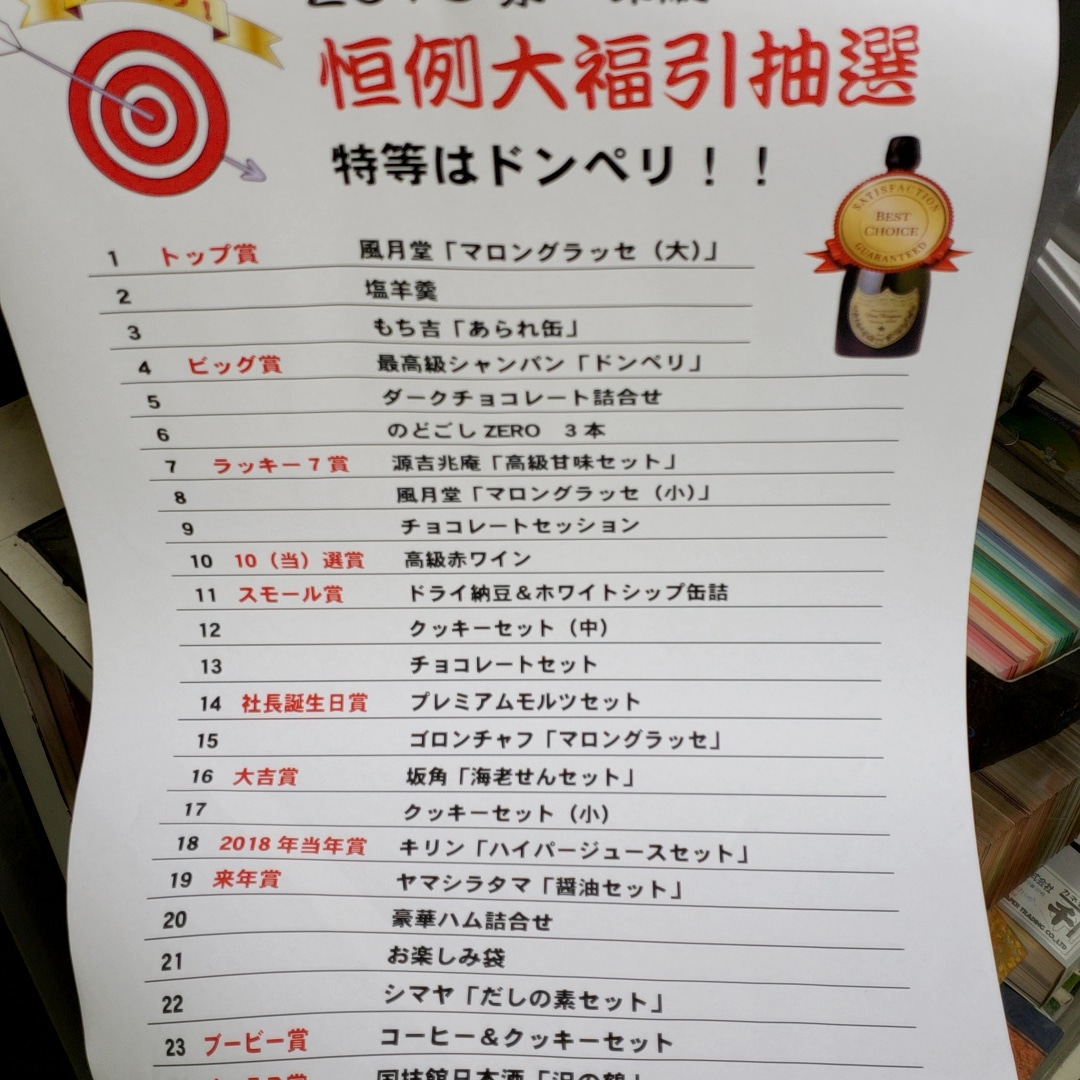 恒例大福引抽選
特等はドンペリ！！
SATISFACTION
BEST
CHOICE
GUARANTEED
1 トップ賞 風月堂「マロングラッセ（大）」
2 塩羊羹
3 もち吉「あられ缶」
4 ビッグ賞 最高級シャンパン「ドンペリ」
5 ダークチョコレート詰合せ
6 のどごし ZERO 3 本
7 ラッキー 7 賞 源吉兆庵「高級甘味セット」
8 風月堂「マロングラッセ（小）」
9 チョコレートセッション
10 10（当）選賞 高級赤ワイン
11 スモール賞 ドライ納豆＆ホワイトシップ缶詰
12 クッキーセット（中）
13 チョコレートセット
14 社長誕生日賞 プレミアムモルツセット
15 ゴロンチャフ「マロングラッセ」
16 大吉賞 坂角「海老せんセット」
17 クッキーセット（小）
18 2018 年当年賞 キリン「ハイパージュースセット」
19 来年賞 ヤマシラタマ「醤油セット」
20 豪華ハム詰合せ
21 お楽しみ袋
22 シマヤ「だしの素セット」
23 ブービー賞 コーヒー＆クッキーセット